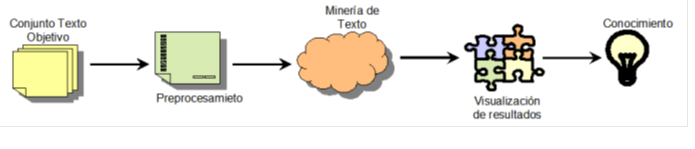 Conjunto Texto
Objetivo
Preprocesamieto
Minería de
Texto
Visualización
de resultados
Conocimiento